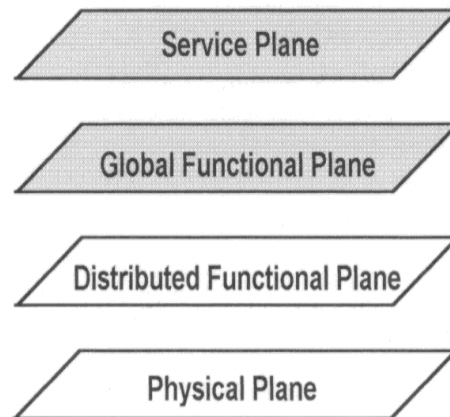 Service Plane
Global Functional Plane
Distributed Functional Plane
Physical Plane